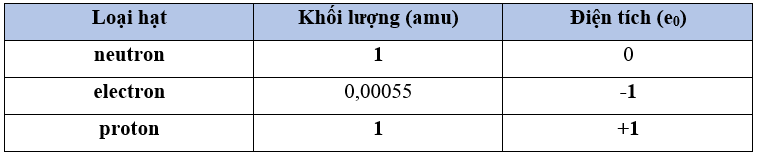 Loại hạt Khối lượng (amu) Điện tích (e₀)
neutron 1 0
electron 0,00055 -1
proton 1 +1